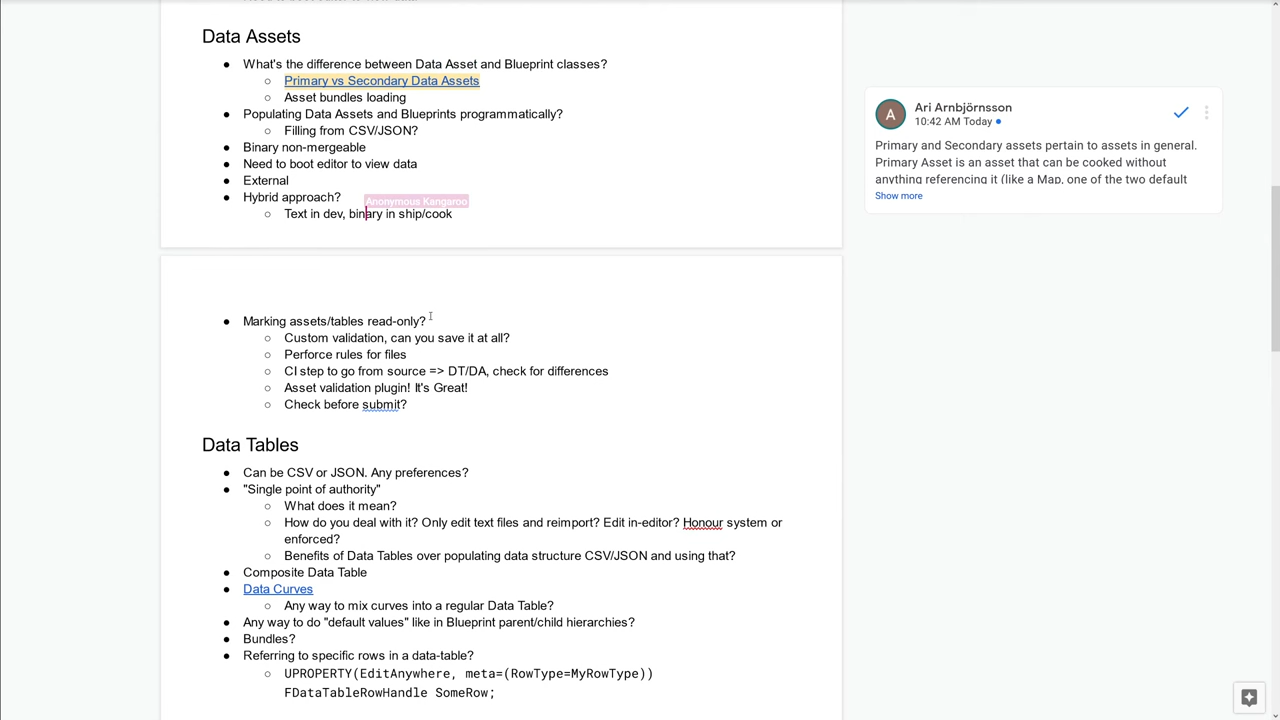 Data Assets
What's the difference between Data Asset and Blueprint classes?
Primary vs Secondary Data Assets
Asset bundles loading
Populating Data Assets and Blueprints programmatically?
Filling from CSV/JSON?
Binary non-mergeable
Need to boot editor to view data
External
Hybrid approach?
Anonymous Kangaroo
Text in dev, binary in ship/cook
Marking assets/tables read-only?
Custom validation, can you save it at all?
Perforce rules for files
CI step to go from source => DT/DA, check for differences
Asset validation plugin! It's Great!
Check before submit?
Data Tables
Can be CSV or JSON. Any preferences?
"Single point of authority"
What does it mean?
How do you deal with it? Only edit text files and reimport? Edit in-editor? Honour system or
enforced?
Benefits of Data Tables over populating data structure CSV/JSON and using that?
Composite Data Table
Data Curves
Any way to mix curves into a regular Data Table?
Any way to do "default values" like in Blueprint parent/child hierarchies?
Bundles?
Referring to specific rows in a data-table?
UPROPERTY(EditAnywhere, meta=(RowType=MyRowType))
FDataTableRowHandle SomeRow;
A
Ari Arnbjörnsson
10:42 AM Today
Primary and Secondary assets pertain to assets in general.
Primary Asset is an asset that can be cooked without
anything referencing it (like a Map, one of the two default
Show more